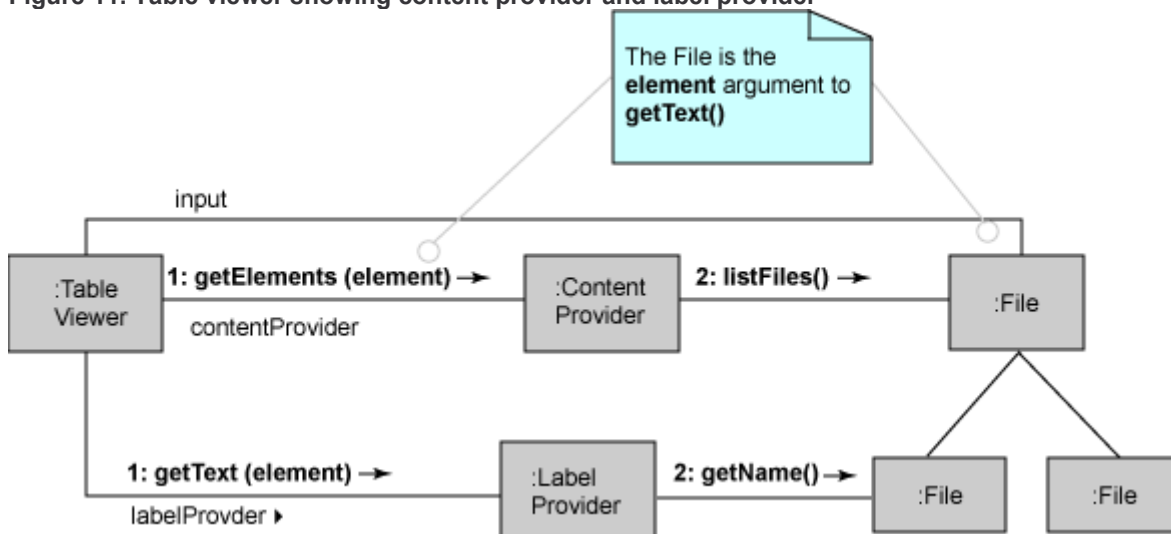 Figure 11: Table viewer showing content provider and label provider
The File is the
element argument to
getText()
input
:Table
Viewer
1: getElements (element)
contentProvider
:Content
Provider
2: listFiles()
:File
1: getText (element)
labelProvder
:Label
Provider
2: getName()
:File
:File